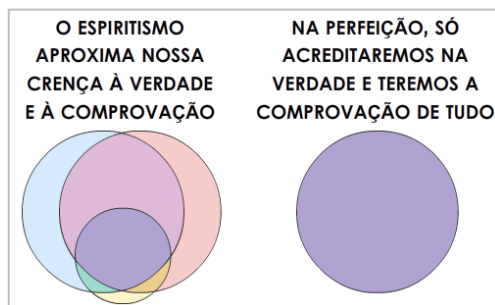 O ESPIRITISMO
APROXIMA NOSSA
CRENÇA À VERDADE
E À COMPROVAÇÃO
NA PERFEIÇÃO, SÓ
ACREDITAREMOS NA
VERDADE E TEREMOS A
COMPROVAÇÃO DE TUDO